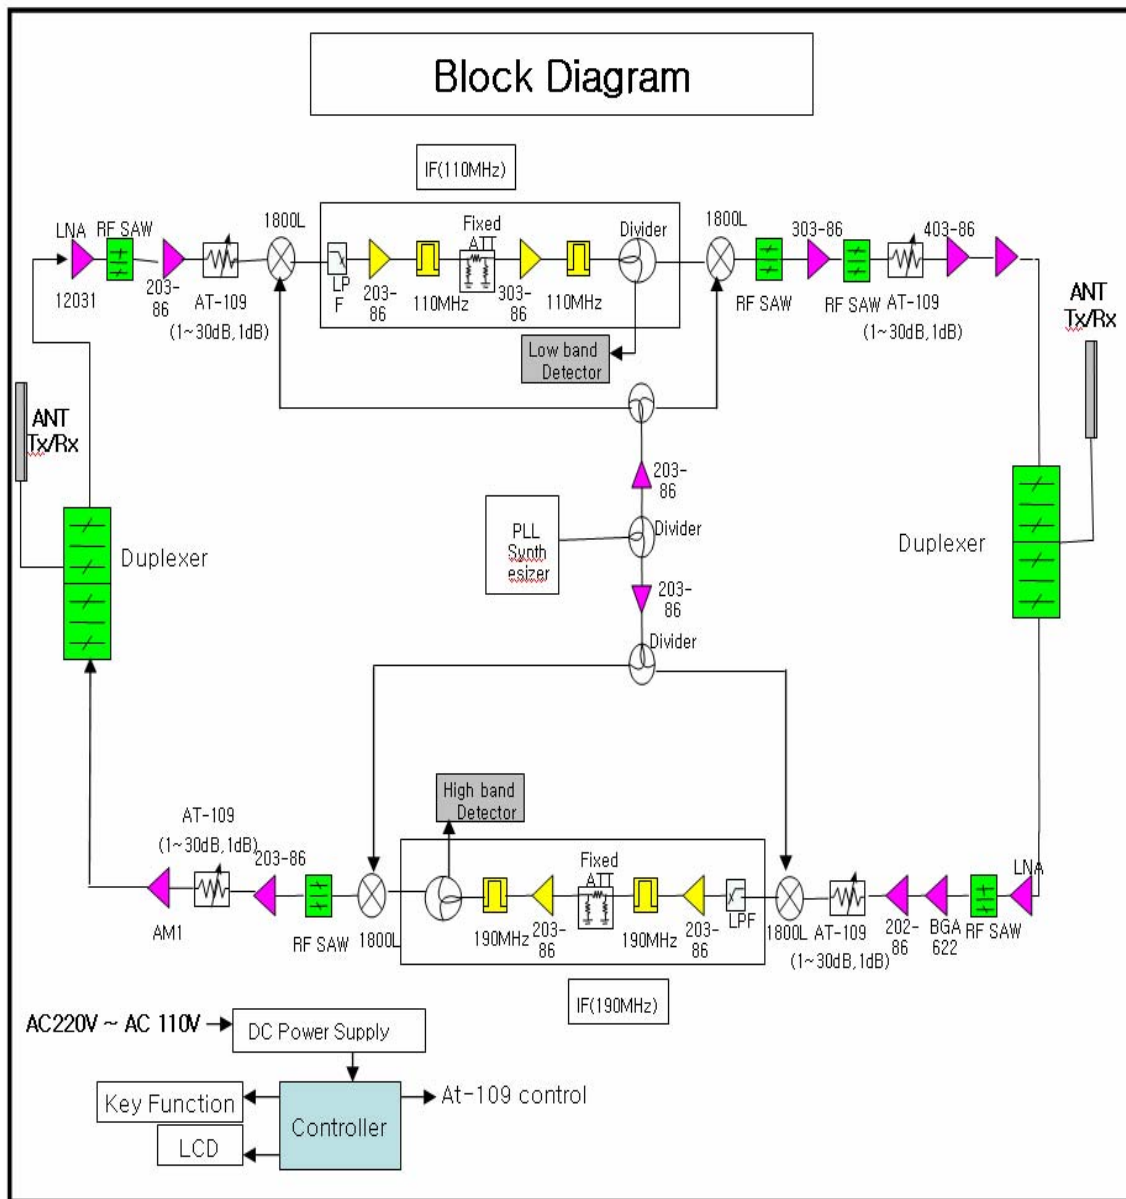 Block Diagram
IF(110MHz)
LNA
RF SAW
1800L
Fixed
ATT
Divider
1800L
303-86
403-86
12031
203-
86
AT-109
(1~30dB,1dB)
LP
F
203-
86
110MHz
303-
86
110MHz
RF SAW
RF SAW
AT-109
(1~30dB,1dB)
ANT
Tx/Rx
Low band
Detector
ANT
Tx/Rx
203-
86
PLL
Synth
esizer
Divider
Duplexer
Duplexer
203-
86
Divider
High band
Detector
AT-109
(1~30dB,1dB)
203-86
Fixed
ATT
LNA
AM1
RF SAW
1800L
190MHz
203-
86
190MHz
203-
86
LPF
1800L
AT-109
(1~30dB,1dB)
202-
86
BGA
622
RF SAW
IF(190MHz)
AC220V ~ AC 110V
DC Power Supply
Key Function
Controller
At-109 control
LCD